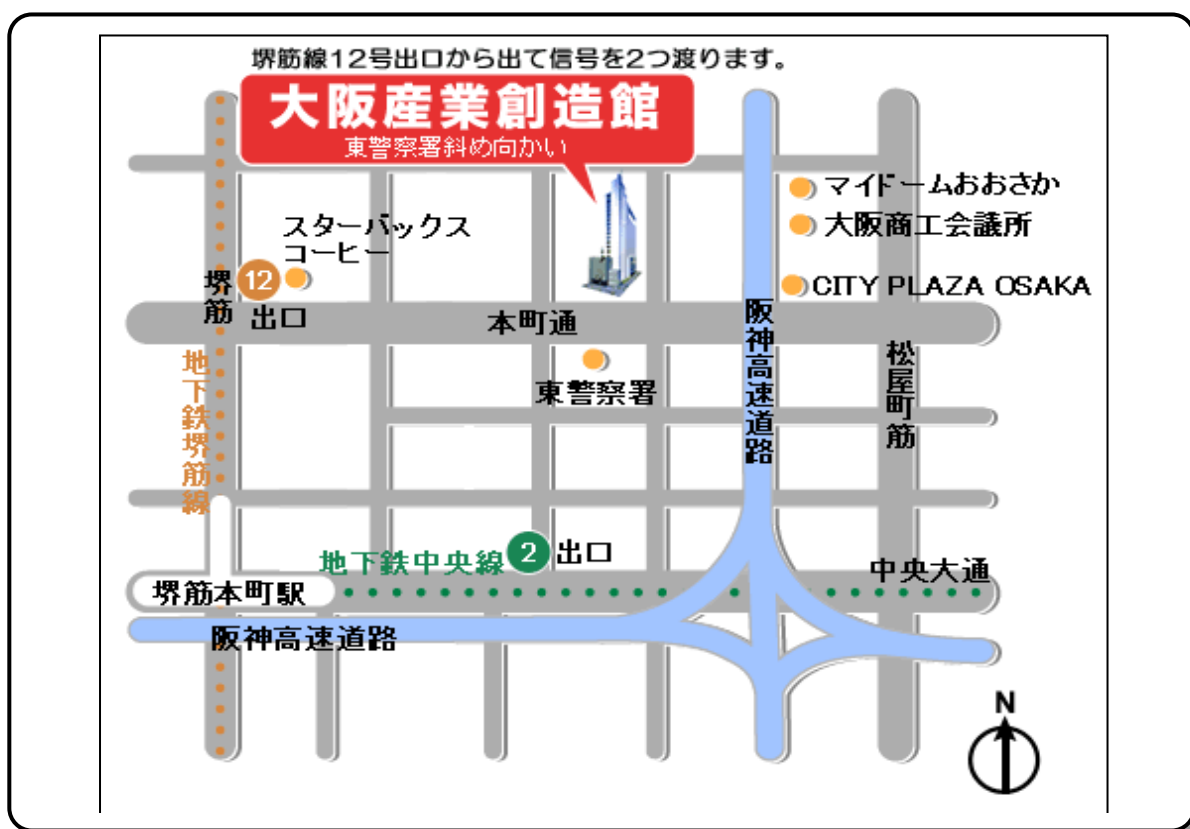 堺筋線12号出口から出て信号を2つ渡ります。
大阪産業創造館
東警察署斜め向かい
マイドームおおさか
大阪商工会議所
CITY PLAZA OSAKA
スターバックス
コーヒー
堺筋
12
出口
本町通
阪神高速道路
松屋町筋
東警察署
地下鉄堺筋線
地下鉄中央線
2
出口
中央大通
堺筋本町駅
阪神高速道路
N